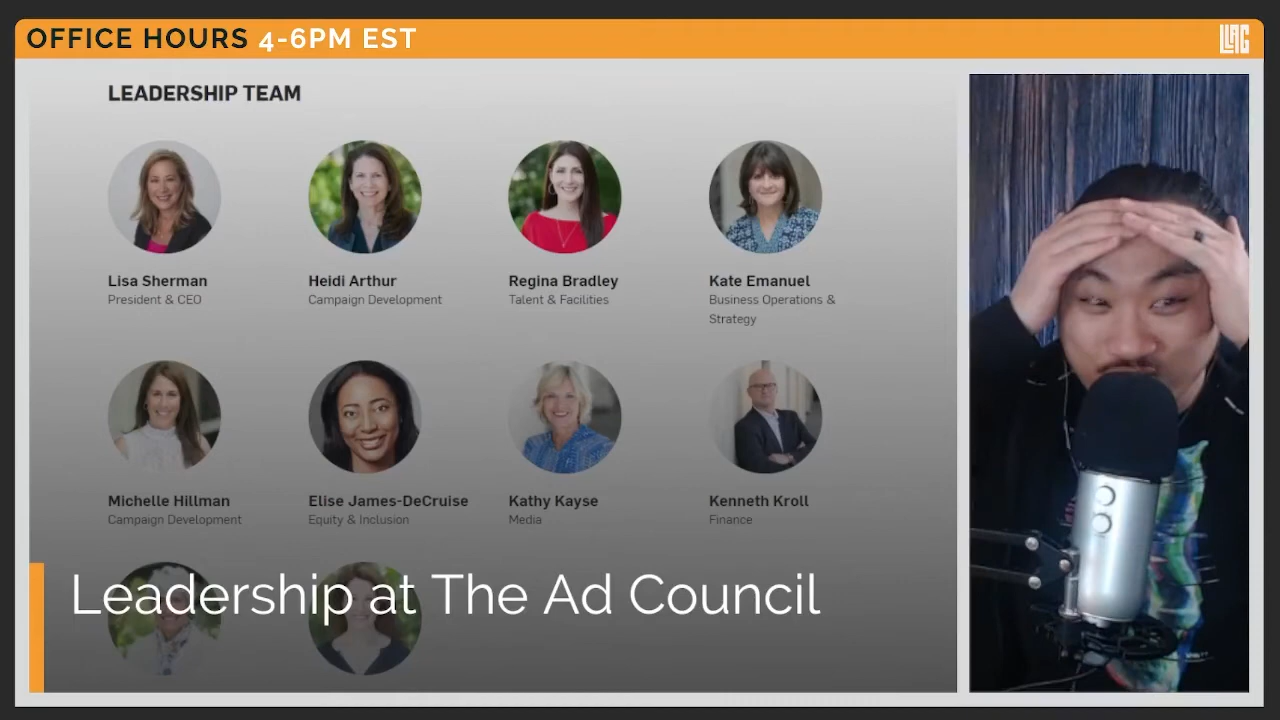 OFFICE HOURS 4-6PM EST
LLAG
LEADERSHIP TEAM
Lisa Sherman
President & CEO
Heidi Arthur
Campaign Development
Regina Bradley
Talent & Facilities
Kate Emanuel
Business Operations &
Strategy
Michelle Hillman
Campaign Development
Elise James-DeCruise
Equity & Inclusion
Kathy Kayse
Media
Kenneth Kroll
Finance
Leadership at The Ad Council